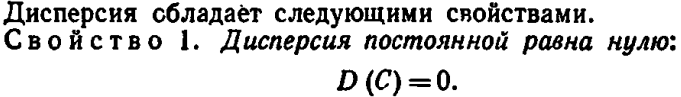 Дисперсия обладает следующими свойствами.
Свойство 1. Дисперсия постоянной равна нулю:
D (C) = 0.